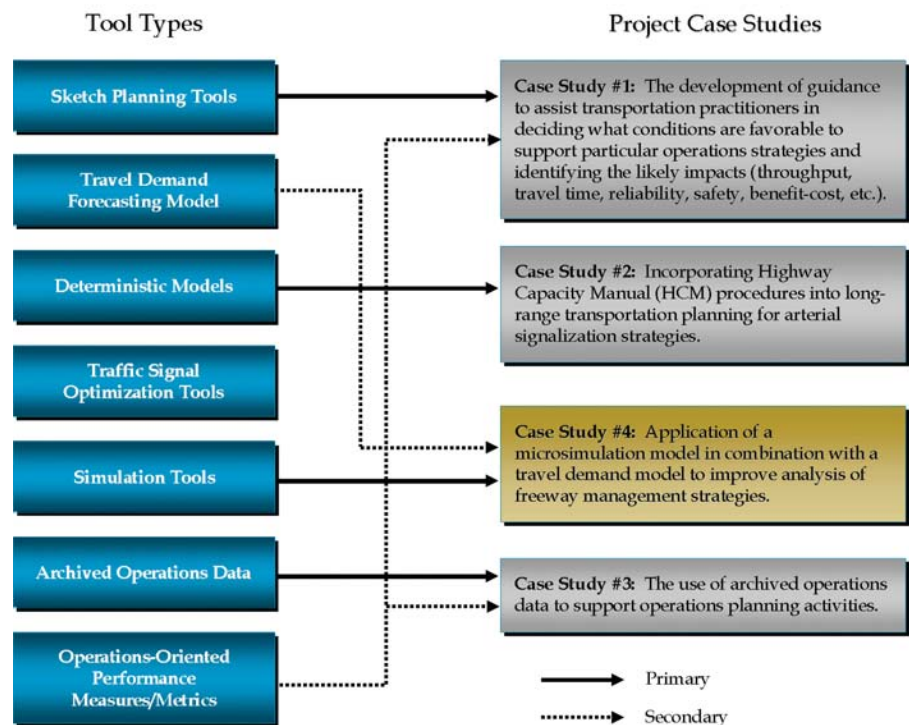 Tool Types
Sketch Planning Tools
Travel Demand
Forecasting Model
Deterministic Models
Traffic Signal
Optimization Tools
Simulation Tools
Archived Operations Data
Operations-Oriented
Performance
Measures/Metrics
Project Case Studies
Case Study #1: The development of guidance
to assist transportation practitioners in
deciding what conditions are favorable to
support particular operations strategies and
identifying the likely impacts (throughput,
travel time, reliability, safety, benefit-cost, etc.).
Case Study #2: Incorporating Highway
Capacity Manual (HCM) procedures into long-
range transportation planning for arterial
signalization strategies.
Case Study #4: Application of a
microsimulation model in combination with a
travel demand model to improve analysis of
freeway management strategies.
Case Study #3: The use of archived operations
data to support operations planning activities.
Primary
Secondary